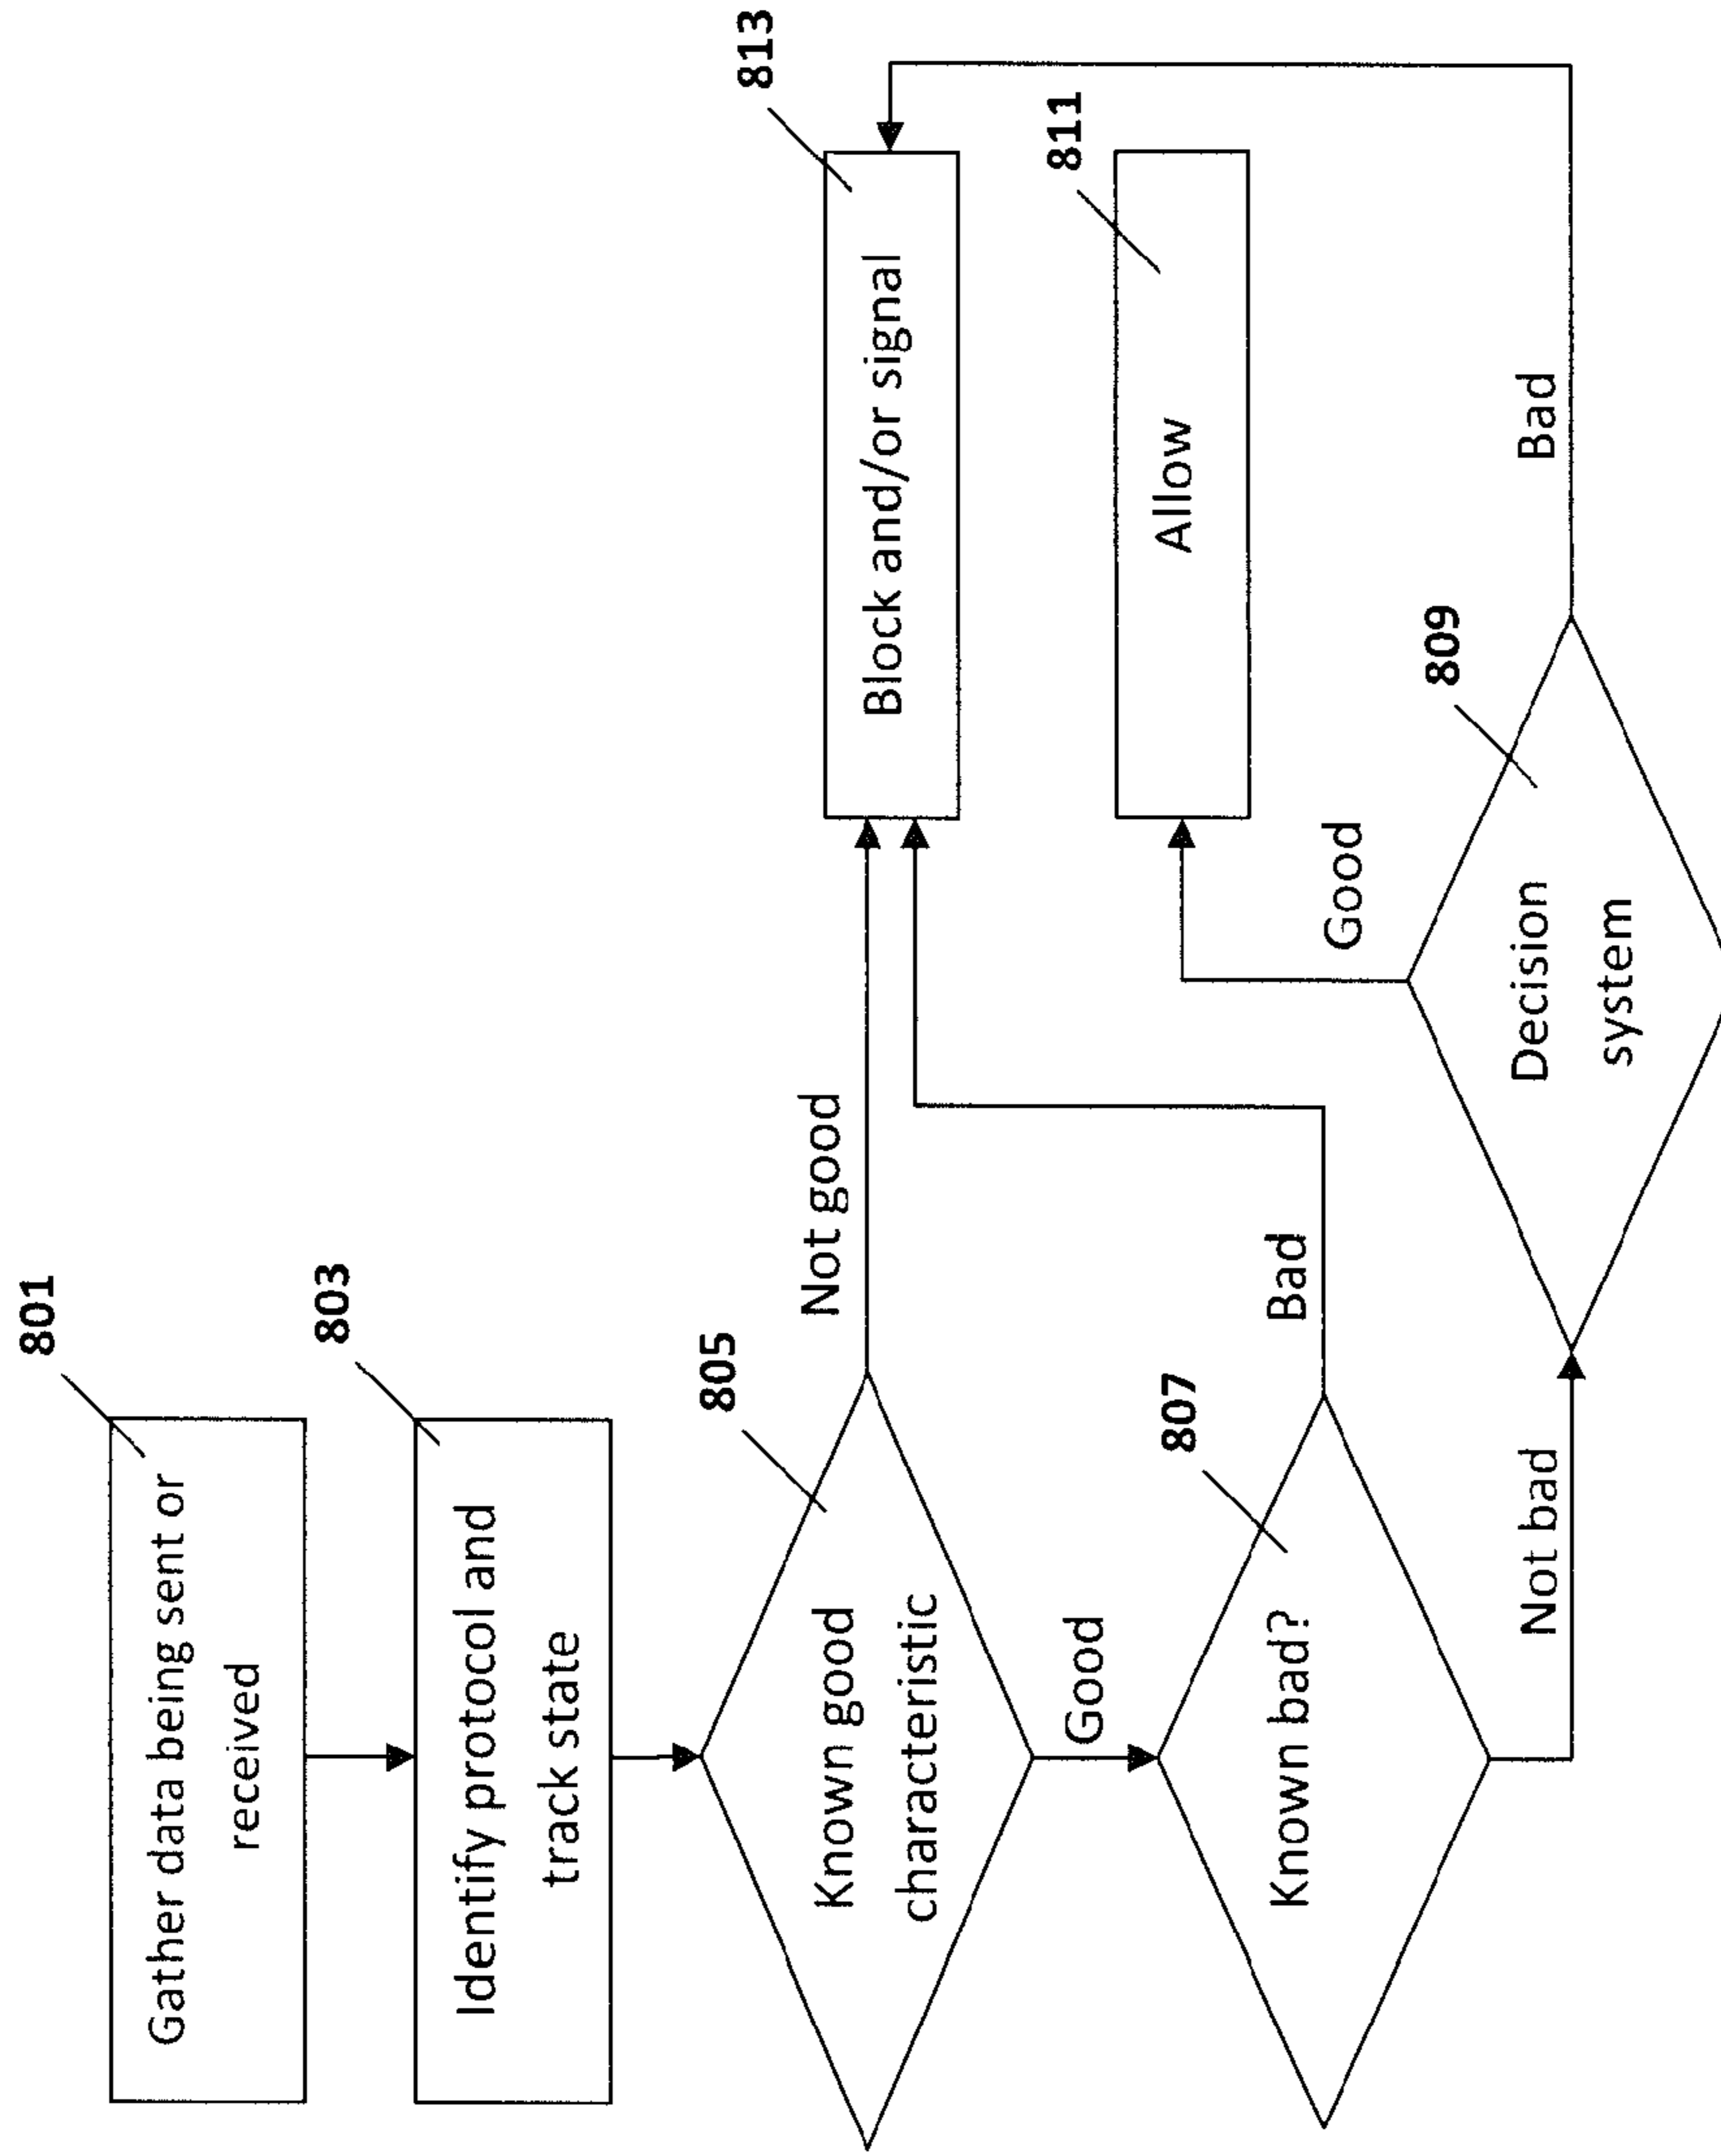 801
Gather data being sent or
received
803
Identify protocol and
track state
805
Known good
characteristic
Not good
Good
807
Known bad?
Bad
Not bad
809
Decision
system
Good
Bad
811
Allow
813
Block and/or signal